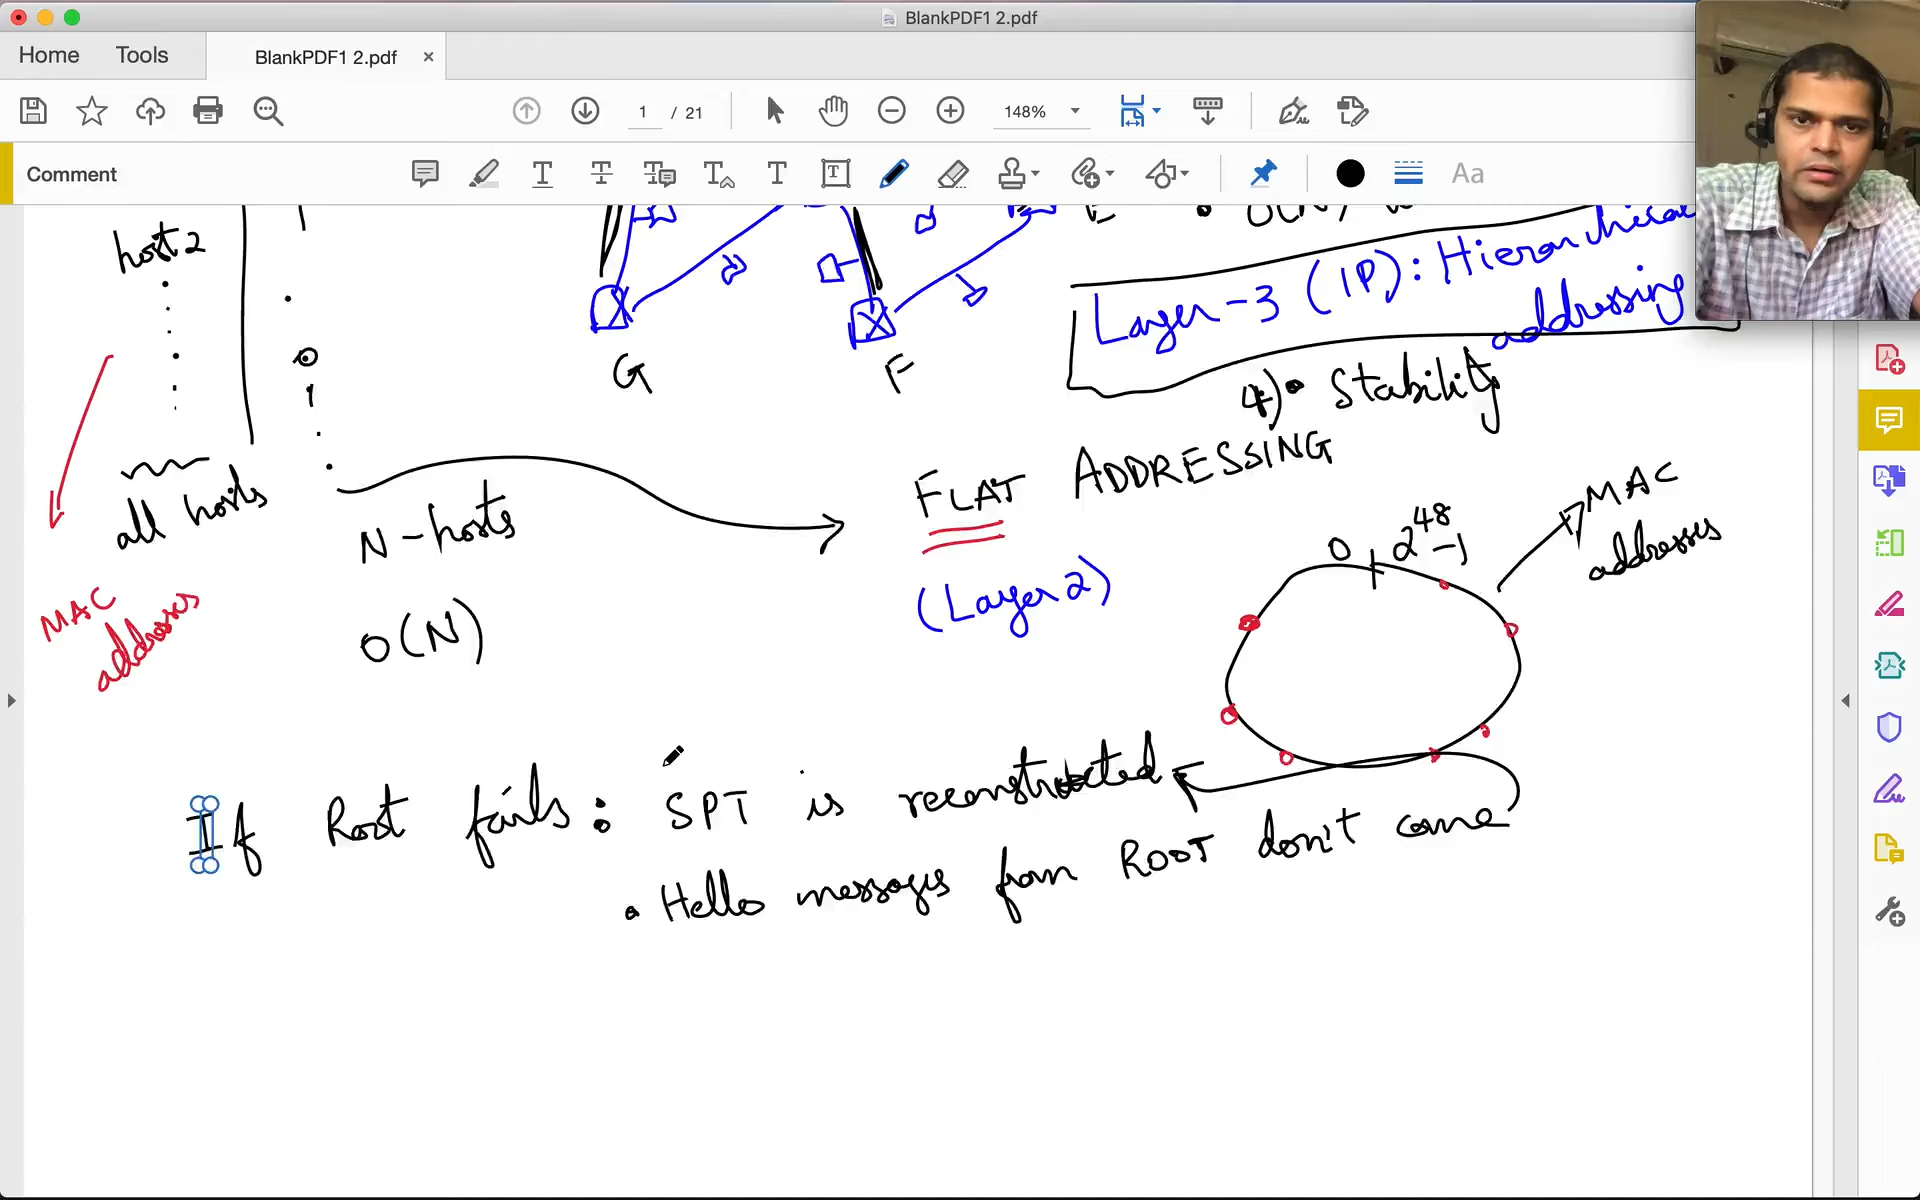 BlankPDF1 2.pdf
Home Tools BlankPDF1 2.pdf ×
1 / 21 148%
Comment Aa
host 2
Layer-3 (IP): Hierarchical
addressing
G F
4) • Stability
all hosts
N-hosts
FLAT ADDRESSING
MAC
addresses
0 2^48-1
(Layer 2)
MAC
addresses
O(N)
If Root fails: SPT is reconstructed
• Hello messages from ROOT don't come